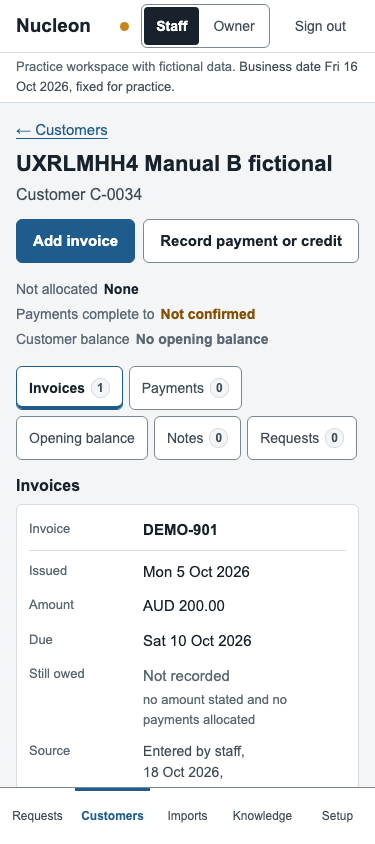 Nucleon
Staff
Owner
Sign out
Practice workspace with fictional data. Business date Fri 16
Oct 2026, fixed for practice.
← Customers
UXRLMHH4 Manual B fictional
Customer C-0034
Add invoice
Record payment or credit
Not allocated None
Payments complete to Not confirmed
Customer balance No opening balance
Invoices 1
Payments 0
Opening balance
Notes 0
Requests 0
Invoices
Invoice DEMO-901
Issued Mon 5 Oct 2026
Amount AUD 200.00
Due Sat 10 Oct 2026
Still owed Not recorded
no amount stated and no
payments allocated
Source Entered by staff,
18 Oct 2026,
Requests
Customers
Imports
Knowledge
Setup